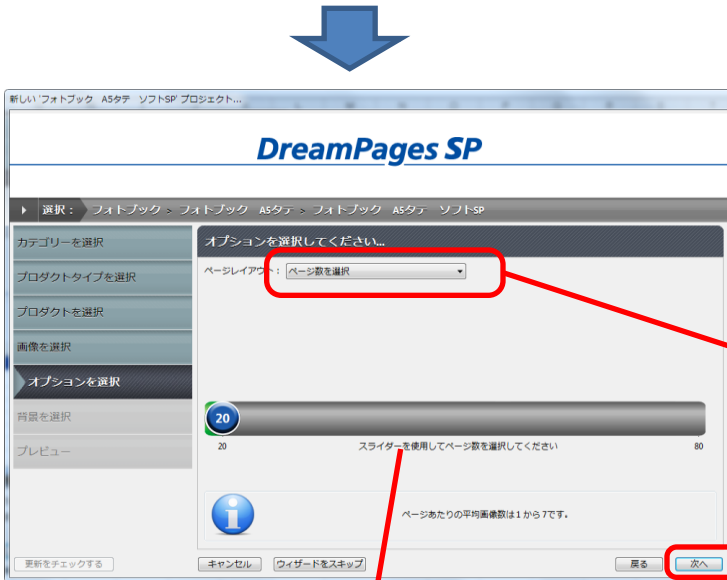 新しい 'フォトブック A5タテ ソフトSP' プロジェクト...
DreamPages SP
選択： フォトブック > フォトブック A5タテ > フォトブック A5タテ ソフトSP
カテゴリーを選択
プロダクトタイプを選択
プロダクトを選択
画像を選択
オプションを選択
背景を選択
プレビュー
オプションを選択してください...
ページレイアウト： ページ数を選択
20
20 スライダーを使用してページ数を選択してください 80
ページあたりの平均画像数は1から7です。
更新をチェックする キャンセル ウィザードをスキップ 戻る 次へ